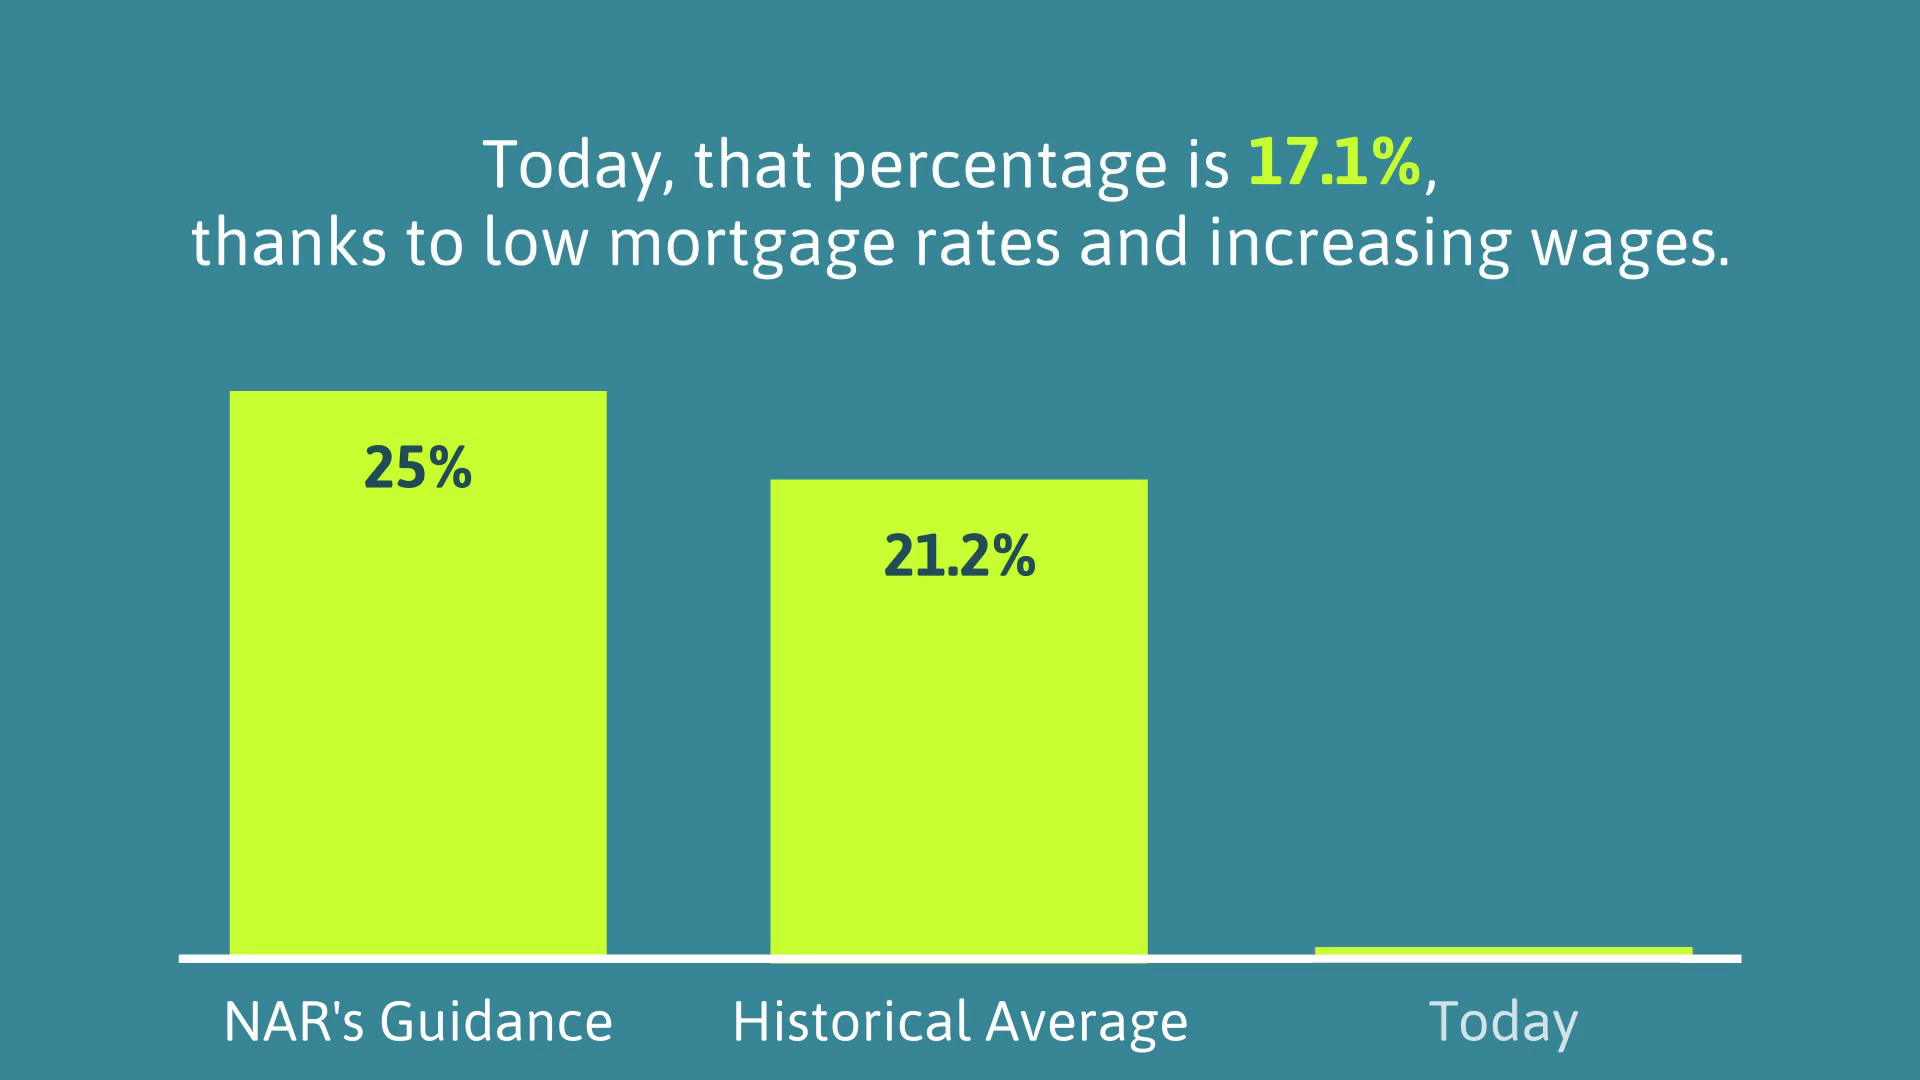 Today, that percentage is 17.1%,
thanks to low mortgage rates and increasing wages.
25%
21.2%
NAR's Guidance
Historical Average
Today